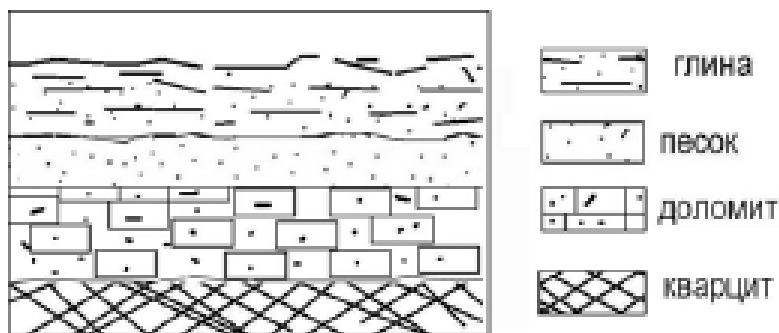 глина
песок
доломит
кварцит